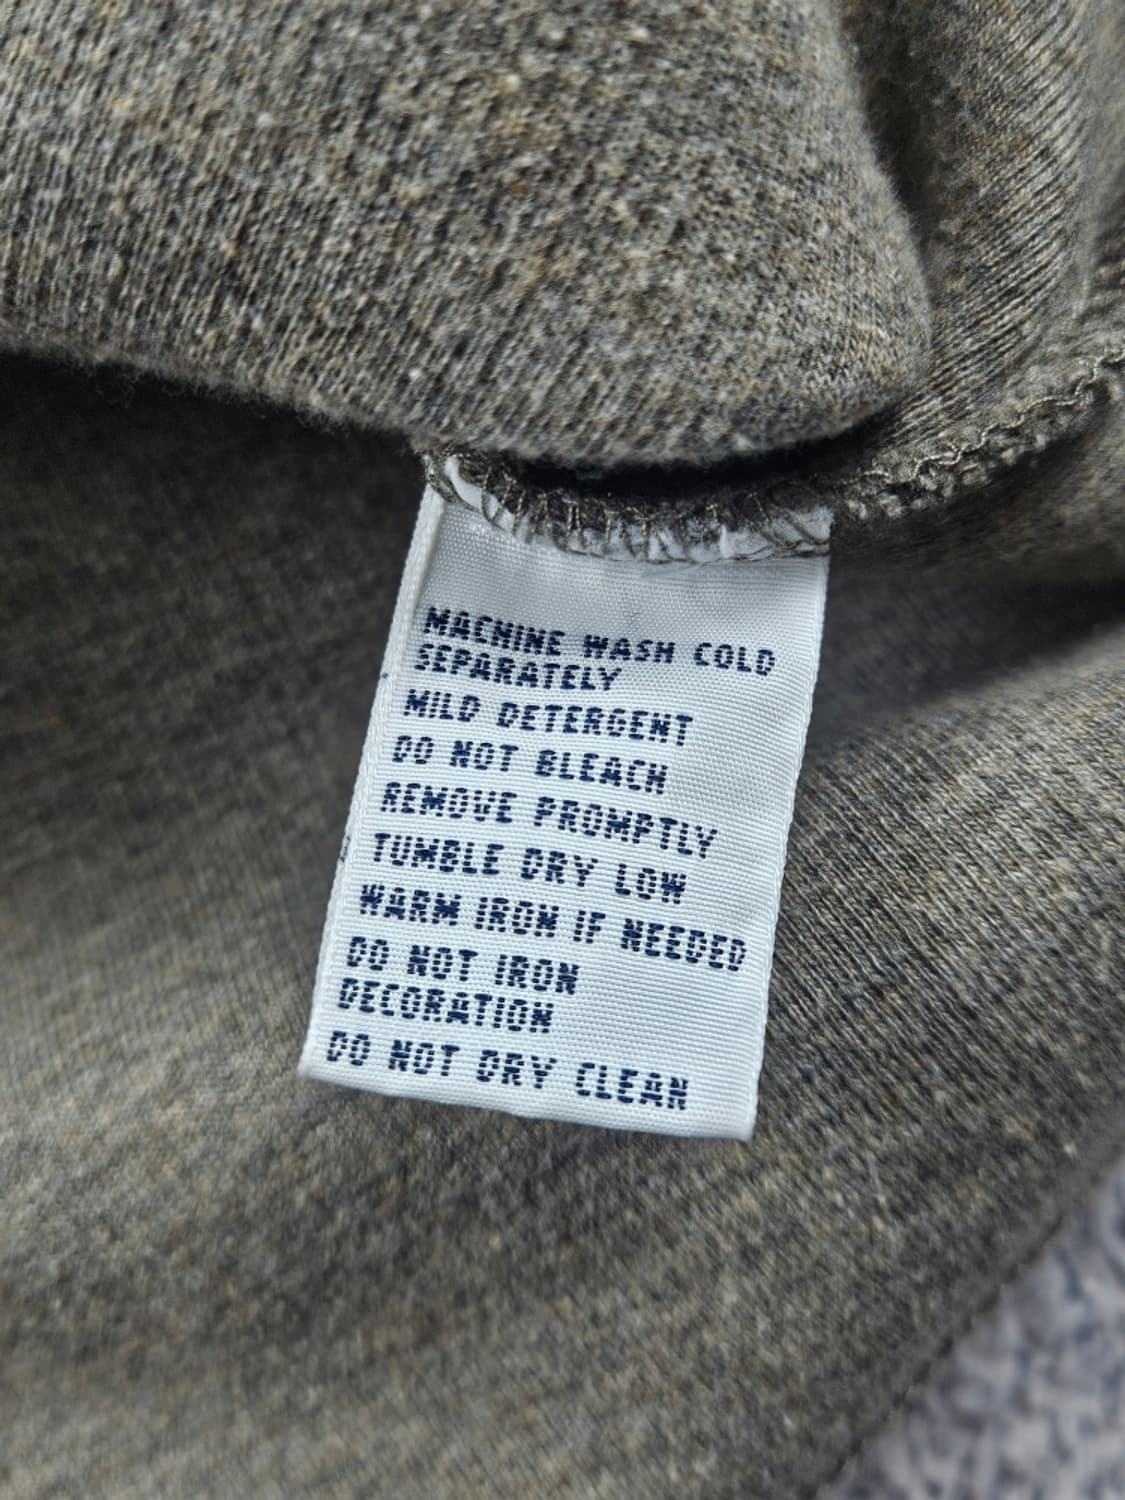 MACHINE WASH COLD
SEPARATELY
MILD DETERGENT
DO NOT BLEACH
REMOVE PROMPTLY
TUMBLE DRY LOW
WARM IRON IF NEEDED
DO NOT IRON
DECORATION
DO NOT DRY CLEAN